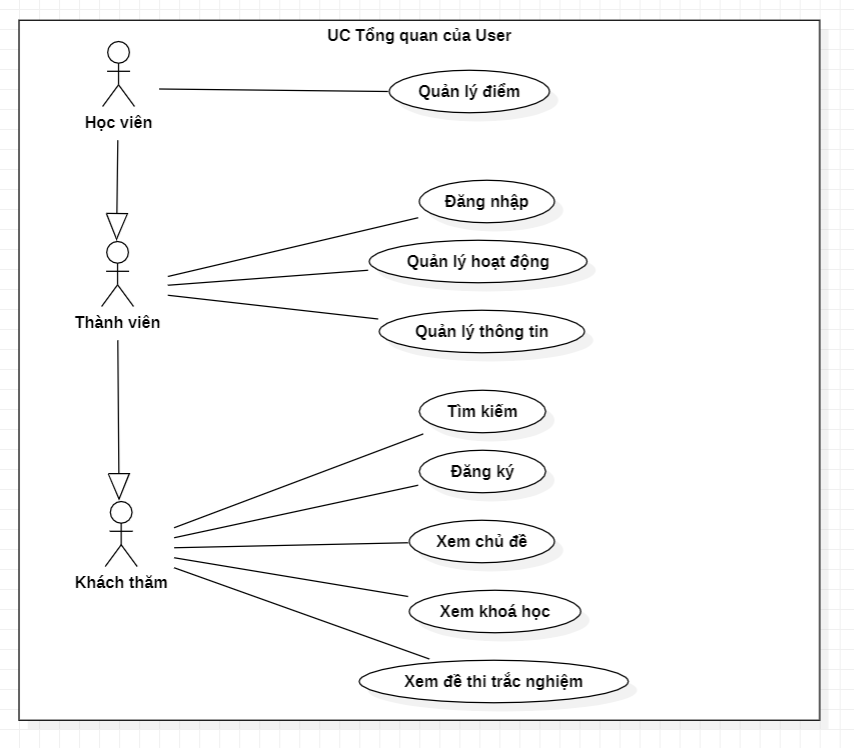 UC Tổng quan của User
Quản lý điểm
Học viên
Đăng nhập
Quản lý hoạt động
Thành viên
Quản lý thông tin
Tìm kiếm
Đăng ký
Xem chủ đề
Khách thăm
Xem khoá học
Xem đề thi trắc nghiệm